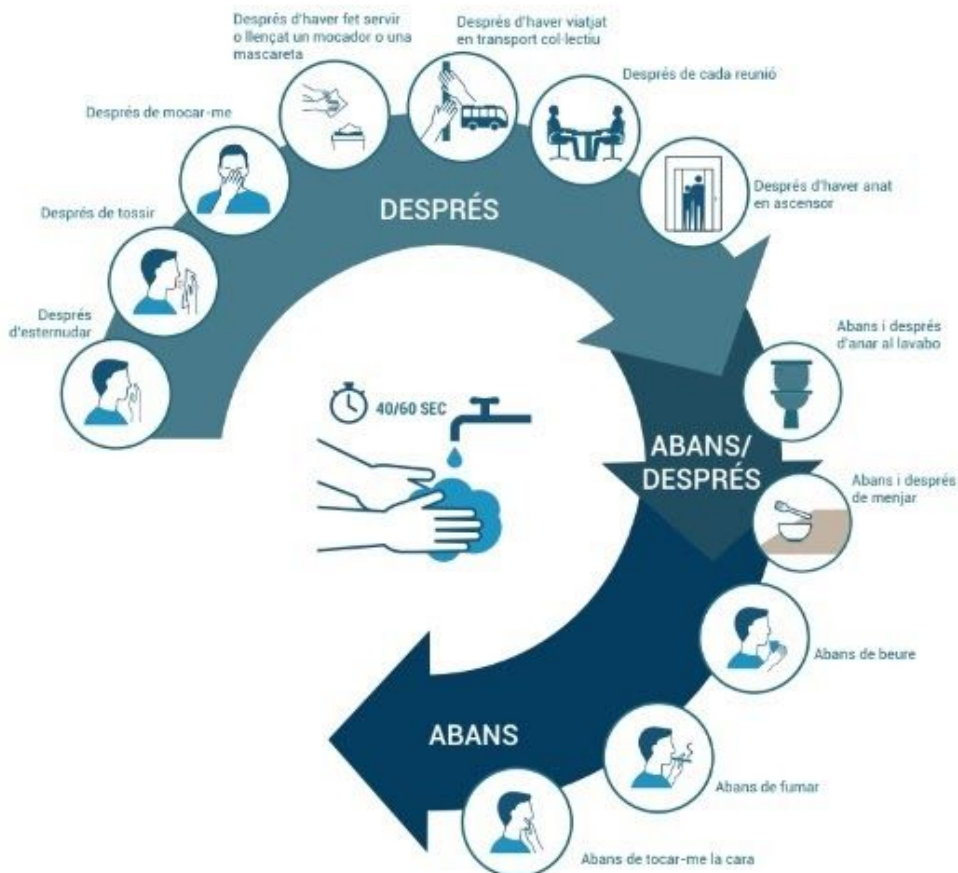 Després d'haver fet servir
o llençat un mocador o una
mascareta
Després d'haver viatjat
en transport col·lectiu
Després de cada reunió
Després de mocar-me
Després d'haver anat
en ascensor
Després de tossir
DESPRÉS
Després
d'esternudar
Abans i després
d'anar al lavabo
40/60 SEC
ABANS/
DESPRÉS
Abans i després
de menjar
Abans de beure
ABANS
Abans de fumar
Abans de tocar-me la cara